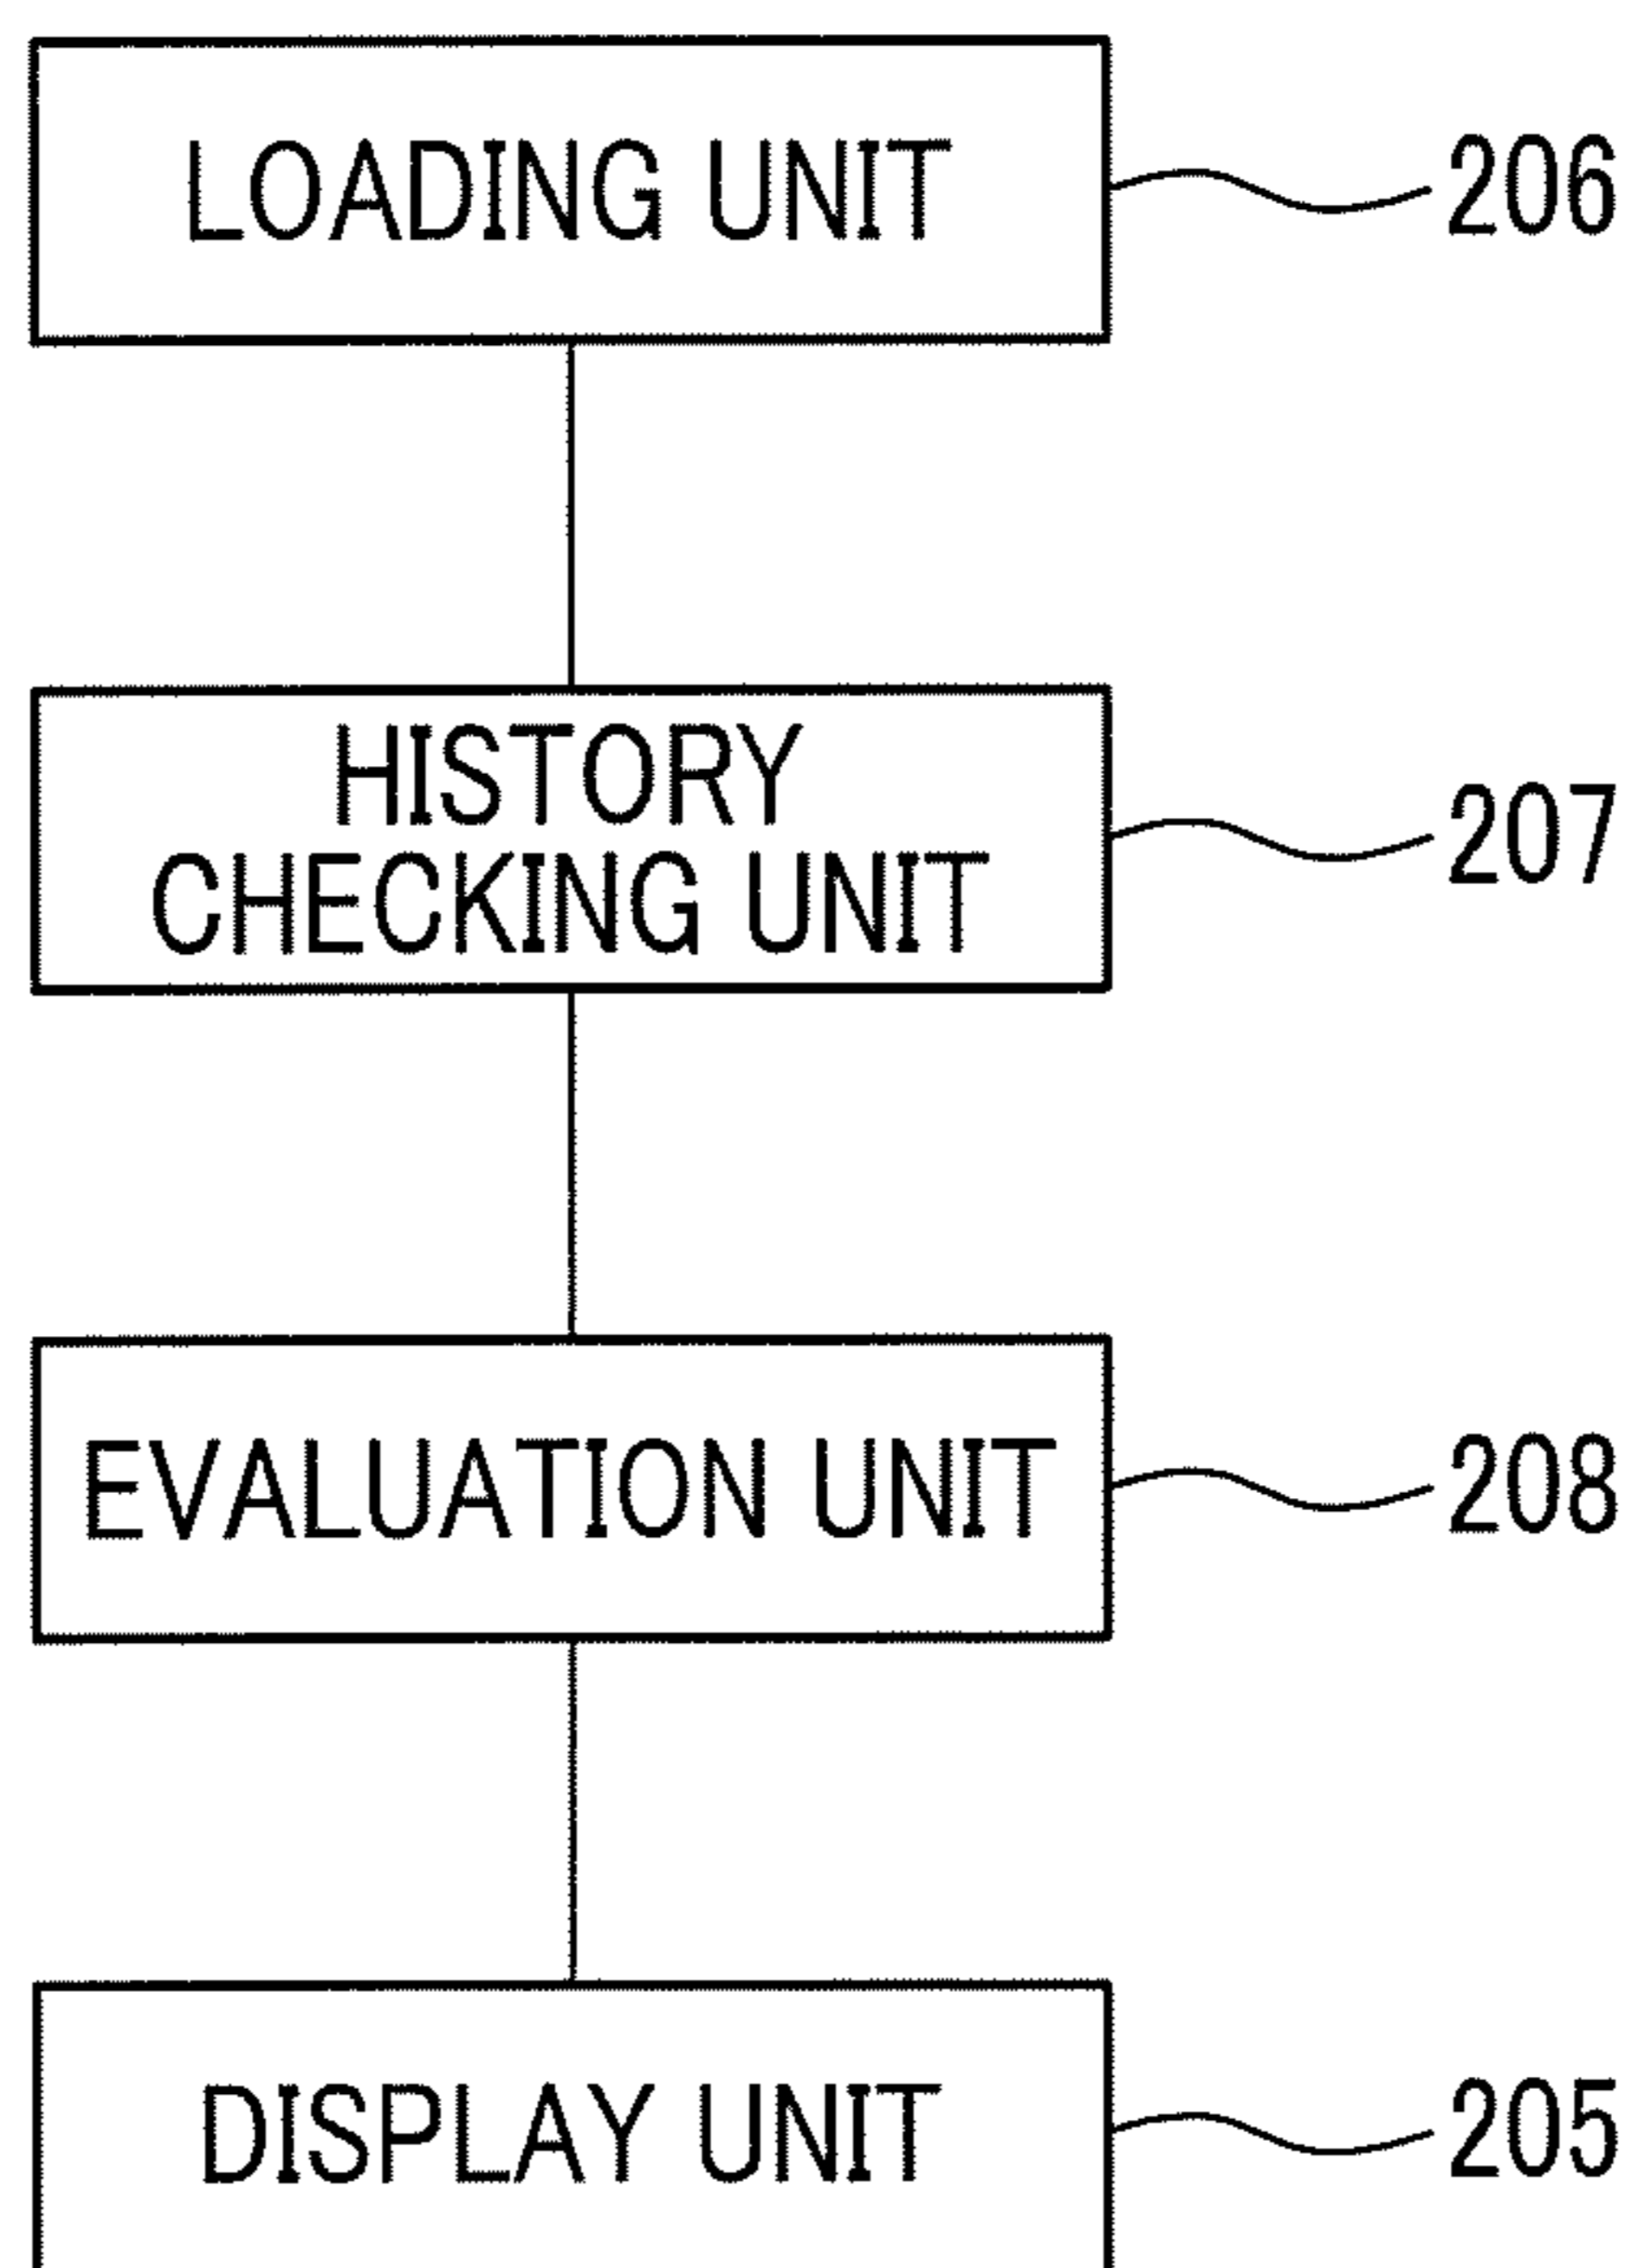 LOADING UNIT 206
HISTORY
CHECKING UNIT 207
EVALUATION UNIT 208
DISPLAY UNIT 205